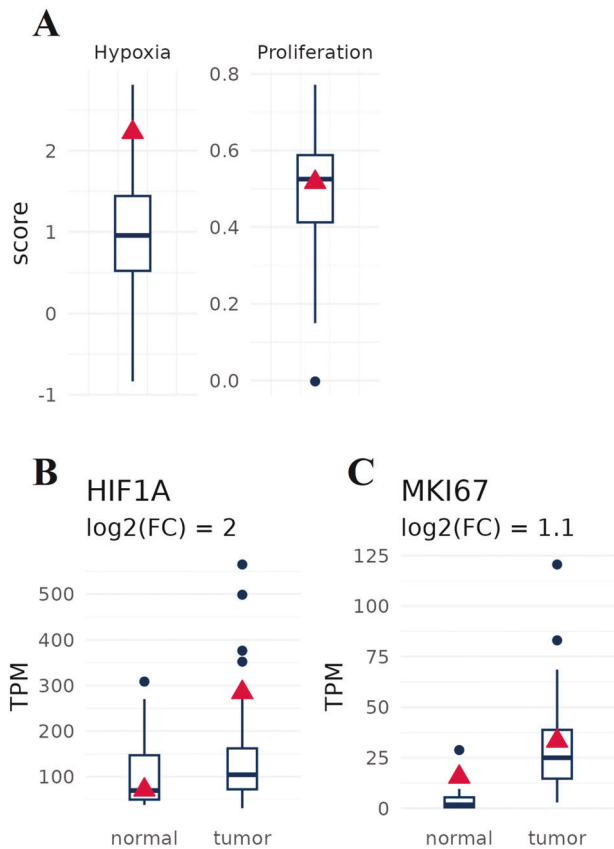 A
Hypoxia Proliferation
score
2
1
0
-1
0.8
0.6
0.4
0.2
0.0
B
HIF1A
log2(FC) = 2
TPM
500
400
300
200
100
normal tumor
C
MKI67
log2(FC) = 1.1
TPM
125
100
75
50
25
0
normal tumor